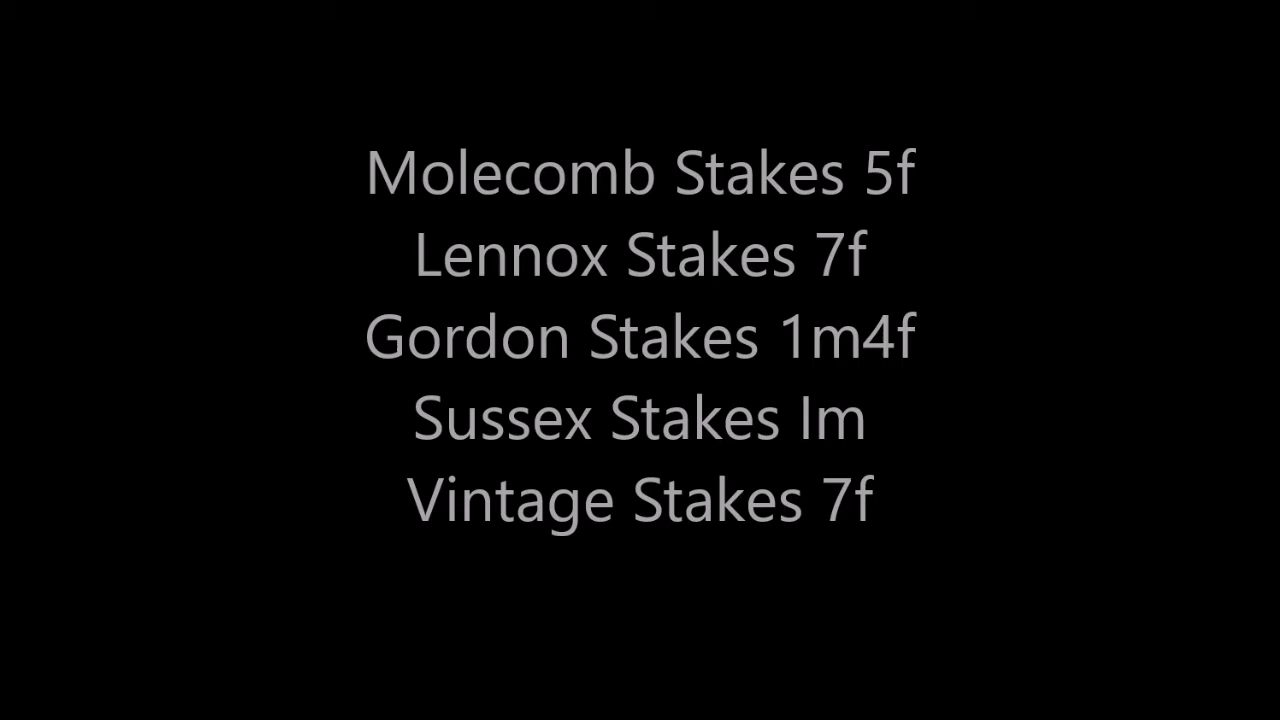 Molecomb Stakes 5f
Lennox Stakes 7f
Gordon Stakes 1m4f
Sussex Stakes Im
Vintage Stakes 7f